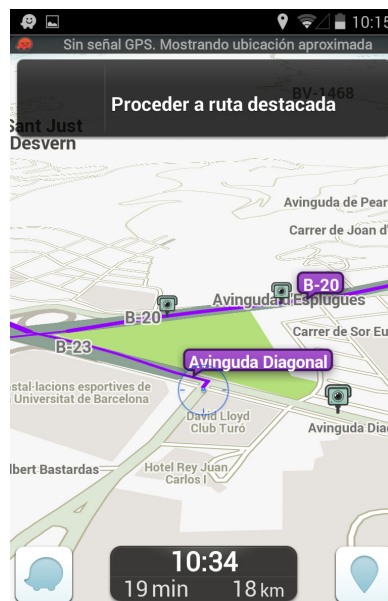 10:15
Sin señal GPS. Mostrando ubicación aproximada
BV-1468
Proceder a ruta destacada
Sant Just
Desvern
Avinguda de Pear
Carrer de Joan d'
B-20
Avinguda d'Esplugues
B-20
Carrer de Sor Eu
B-23
Avinguda Diagonal
stal·lacions esportives de
Universitat de Barcelona
David Lloyd
Club Turó
Avinguda Dia
lbert Bastardas
Hotel Rey Juan
Carlos I
10:34
19 min 18 km